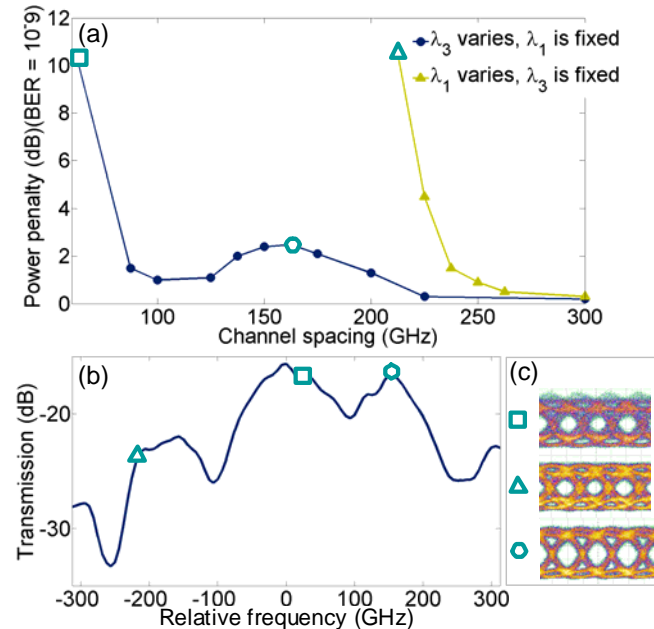 (a)
λ3 varies, λ1 is fixed
λ1 varies, λ3 is fixed
Power penalty (dB)(BER = 10^-9)
12
10
8
6
4
2
0
100
150
200
250
300
Channel spacing (GHz)
(b)
(c)
Transmission (dB)
-20
-30
-300
-200
-100
0
100
200
300
Relative frequency (GHz)